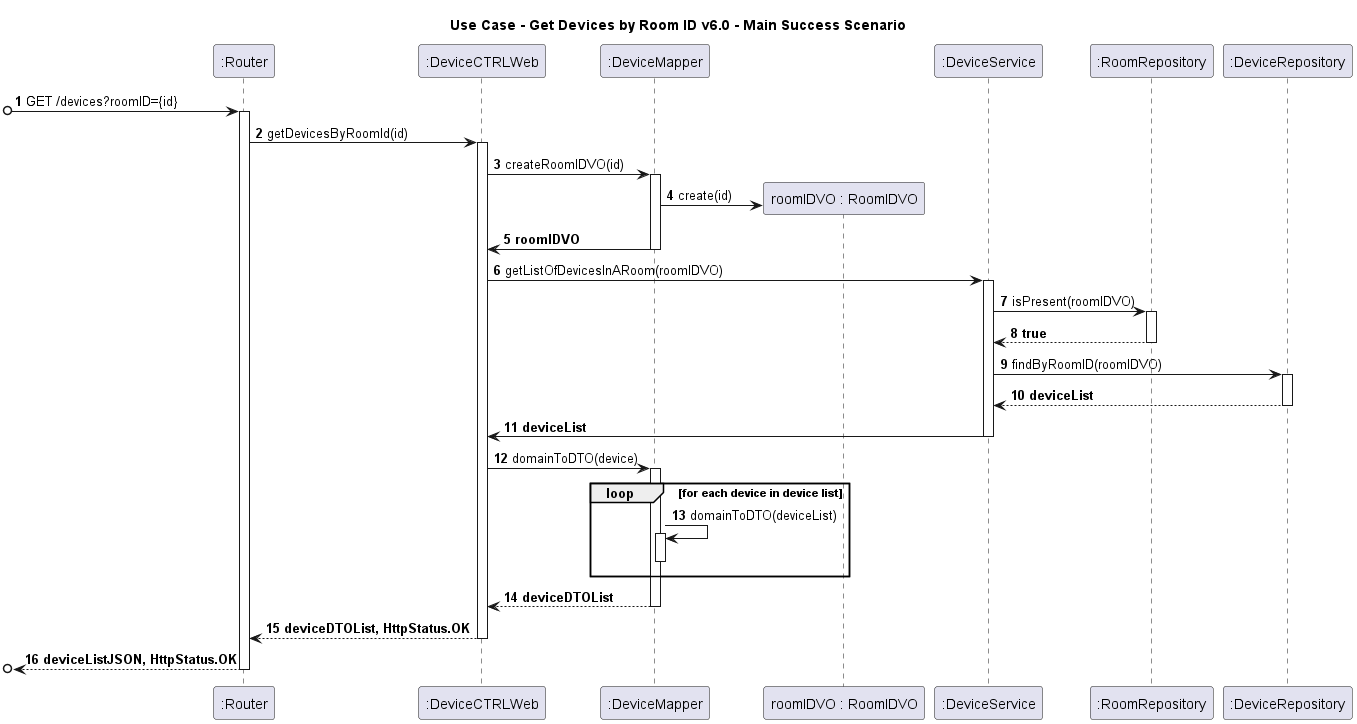 Use Case - Get Devices by Room ID v6.0 - Main Success Scenario
:Router :DeviceCTRLWeb :DeviceMapper :DeviceService :RoomRepository :DeviceRepository
1 GET /devices?roomID={id}
2 getDevicesByRoomId(id)
3 createRoomIDVO(id)
4 create(id)
roomIDVO : RoomIDVO
5 roomIDVO
6 getListOfDevicesInARoom(roomIDVO)
7 isPresent(roomIDVO)
8 true
9 findByRoomID(roomIDVO)
10 deviceList
11 deviceList
12 domainToDTO(device)
loop [for each device in device list]
13 domainToDTO(deviceList)
14 deviceDTOList
15 deviceDTOList, HttpStatus.OK
16 deviceListJSON, HttpStatus.OK
:Router :DeviceCTRLWeb :DeviceMapper roomIDVO : RoomIDVO :DeviceService :RoomRepository :DeviceRepository